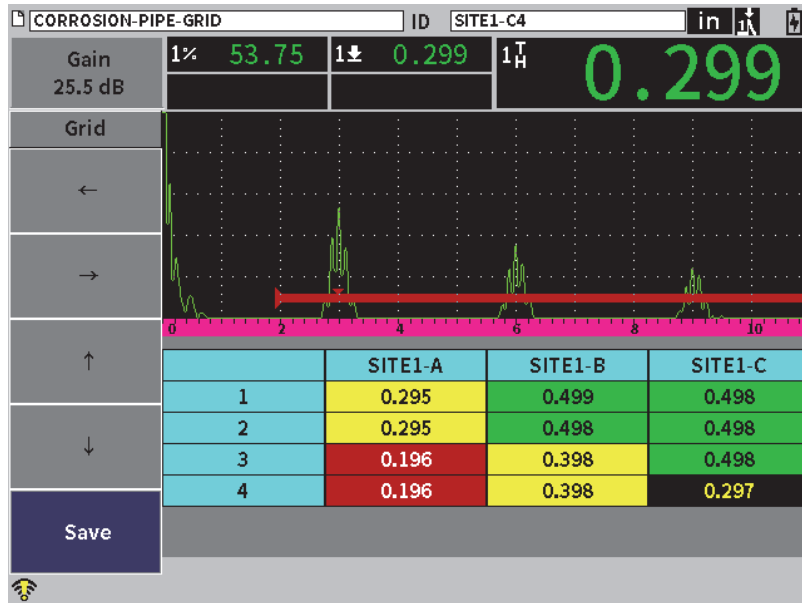 CORROSION-PIPE-GRID ID SITE1-C4 in
Gain
25.5 dB
1% 53.75 1 0.299 1 T H 0.299
Grid
←
→
↑
↓
Save
0 2 4 6 8 10
SITE1-A SITE1-B SITE1-C
1 0.295 0.499 0.498
2 0.295 0.498 0.498
3 0.196 0.398 0.498
4 0.196 0.398 0.297